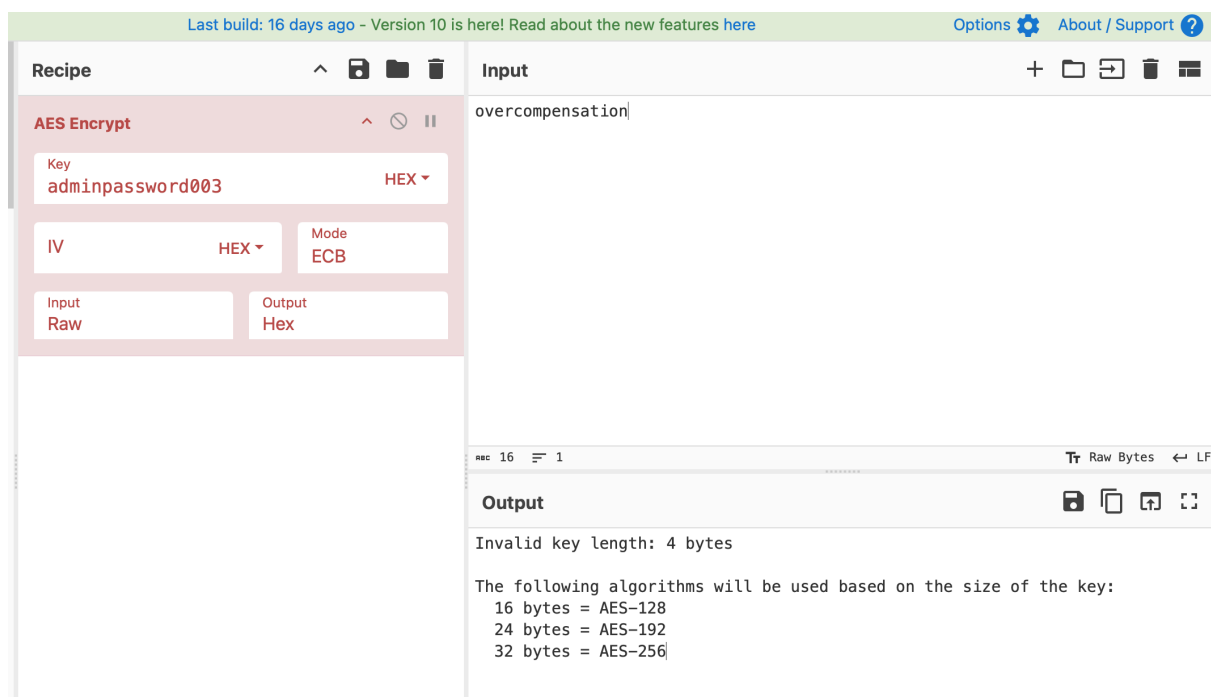 Last build: 16 days ago - Version 10 is here! Read about the new features here
Options
About / Support
Recipe
AES Encrypt
Key
adminpassword003
HEX
IV
HEX
Mode
ECB
Input
Raw
Output
Hex
Input
overcompensation
ABC 16
1
Tт Raw Bytes
LF
Output
Invalid key length: 4 bytes
The following algorithms will be used based on the size of the key:
16 bytes = AES-128
24 bytes = AES-192
32 bytes = AES-256